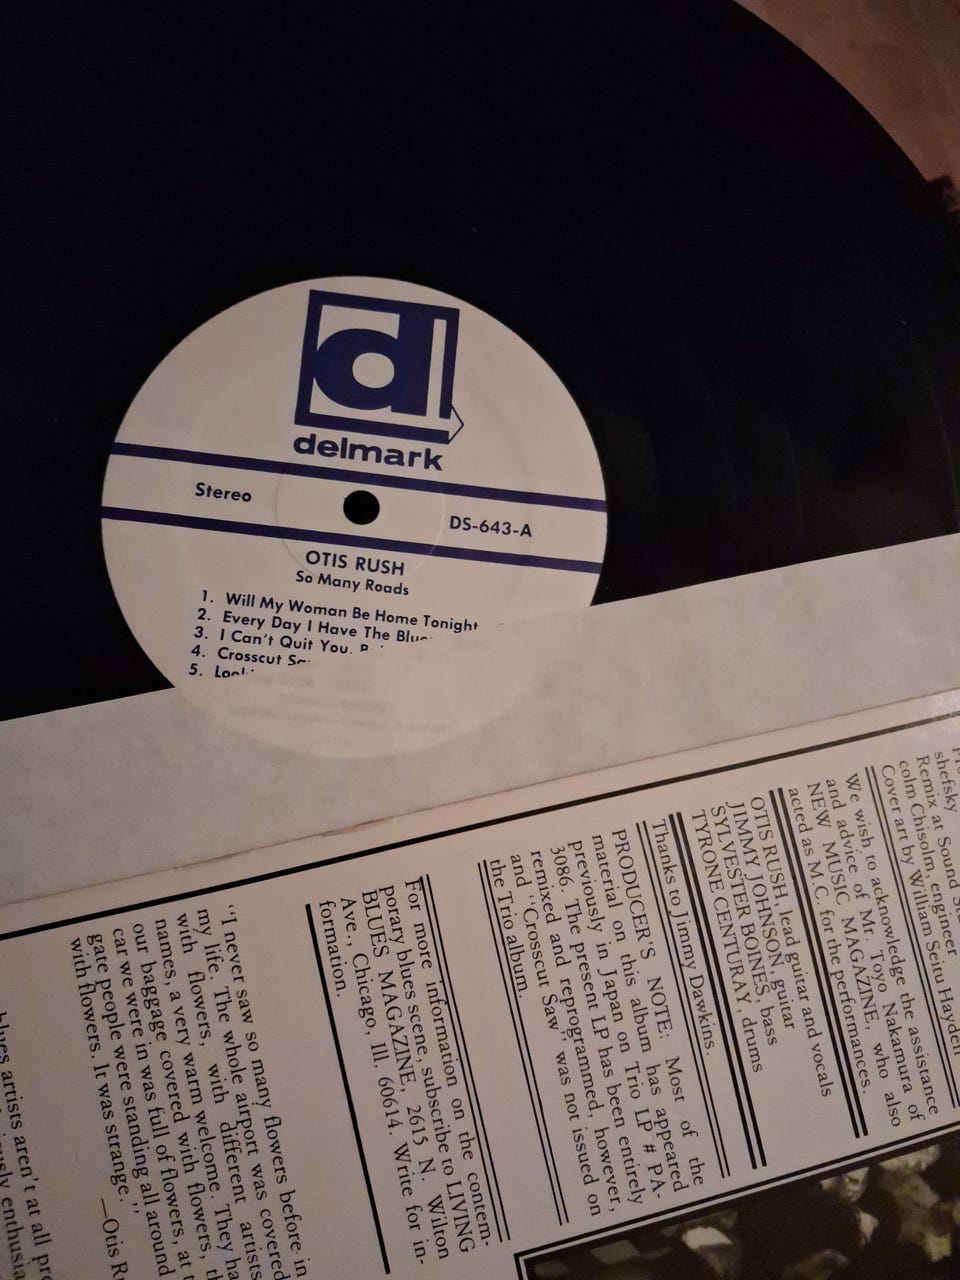 d
delmark
Stereo
DS-643-A
OTIS RUSH
So Many Roads
1. Will My Woman Be Home Tonight
2. Every Day I Have The
3. I Can't Quit You,
4. Crosscut
5.
shefsky
Remix at Sound
colm Chisolm, engineer
Cover art by William Seitu Hayden
We wish to acknowledge the assistance
and advice of Mr. Toyo Nakamura of
NEW MUSIC MAGAZINE, who also
acted as M.C. for the performances.
OTIS RUSH, lead guitar and vocals
JIMMY JOHNSON, guitar
SYLVESTER BOINES, bass
TYRONE CENTURAY, drums
Thanks to Jimmy Dawkins.
PRODUCER'S NOTE: Most of the
material on this album has appeared
previously in Japan on Trio LP # PA-
3086. The present LP has been entirely
remixed and reprogrammed, however,
and "Crosscut Saw" was not issued on
the Trio album.
For more information on the contem-
porary blues scene, subscribe to LIVING
BLUES MAGAZINE, 2615 N. Wilton
Ave., Chicago, Ill. 60614. Write for in-
formation.
"I never saw so many flowers before in
my life. The whole airport was covered
with flowers, with different artists
names, a very warm welcome. They
our baggage covered with flowers,
car we were in was full of flowers, at
gate people were standing all around
with flowers. It was strange."
—Otis
blues artists aren't at all